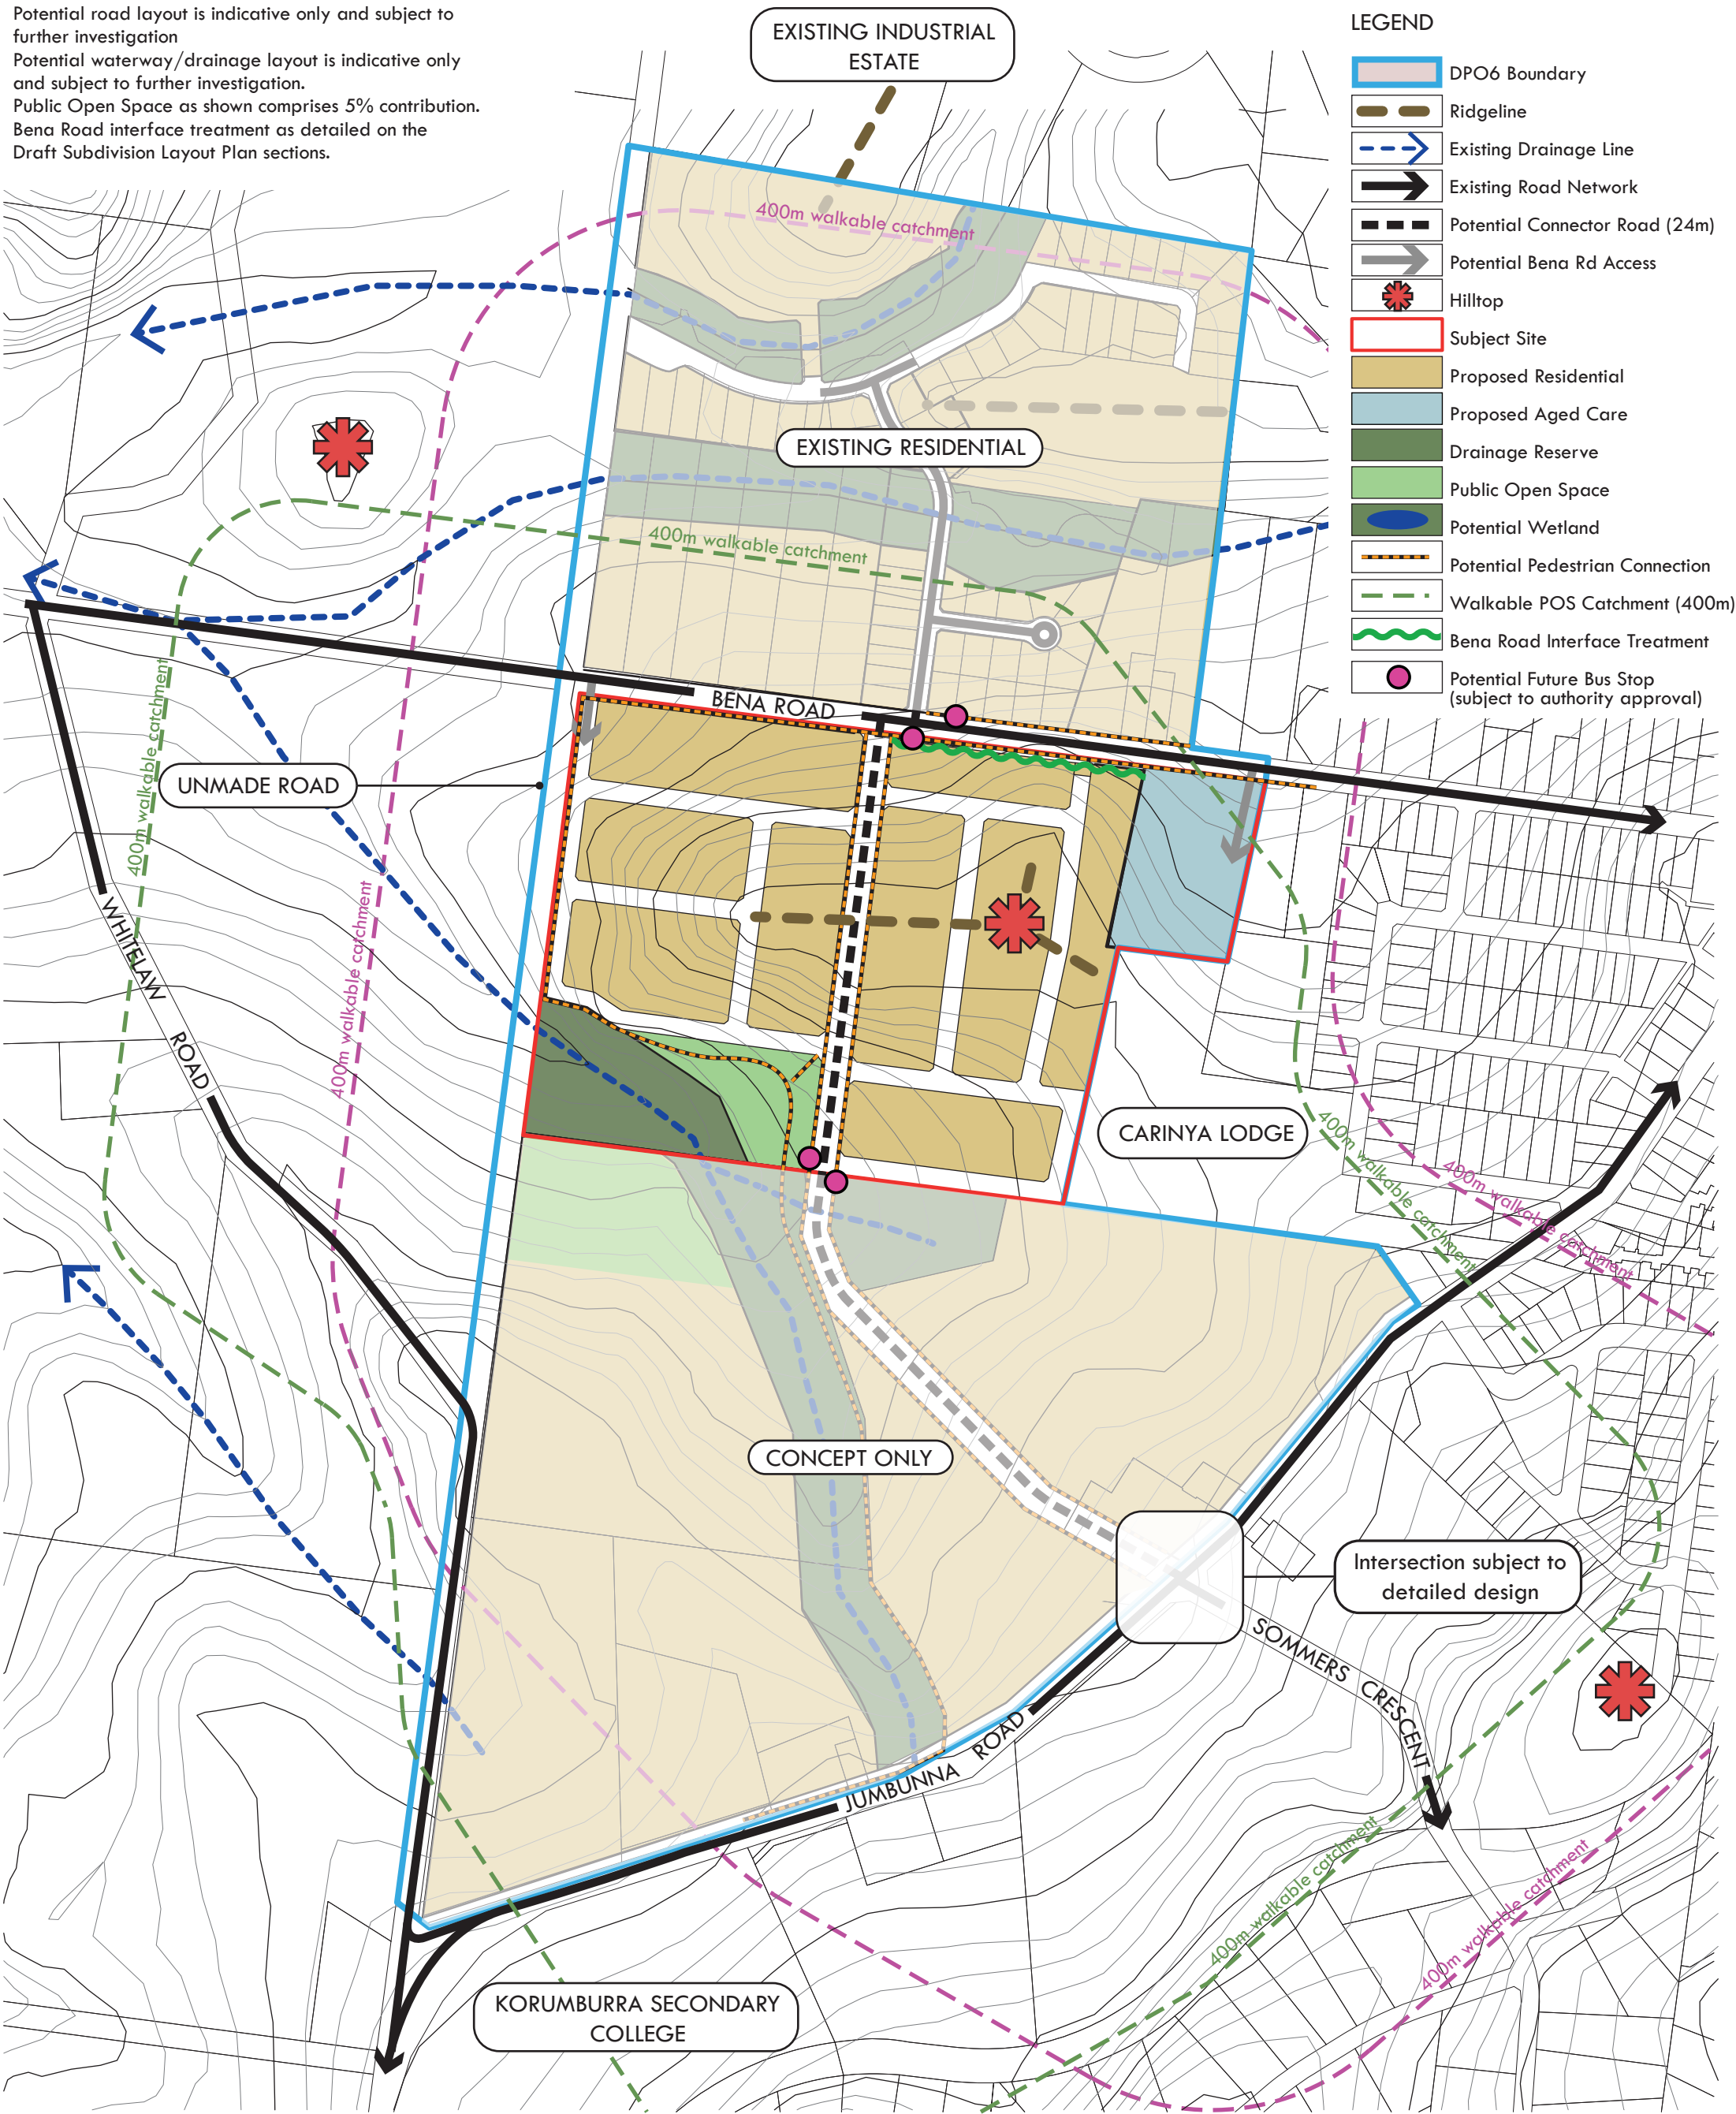 Potential road layout is indicative only and subject to
further investigation
Potential waterway/drainage layout is indicative only
and subject to further investigation.
Public Open Space as shown comprises 5% contribution.
Bena Road interface treatment as detailed on the
Draft Subdivision Layout Plan sections.
EXISTING INDUSTRIAL
ESTATE
LEGEND
DPO6 Boundary
Ridgeline
Existing Drainage Line
Existing Road Network
Potential Connector Road (24m)
Potential Bena Rd Access
Hilltop
Subject Site
Proposed Residential
Proposed Aged Care
Drainage Reserve
Public Open Space
Potential Wetland
Potential Pedestrian Connection
Walkable POS Catchment (400m)
Bena Road Interface Treatment
Potential Future Bus Stop
(subject to authority approval)
400m walkable catchment
EXISTING RESIDENTIAL
400m walkable catchment
BENA ROAD
400m walkable catchment
UNMADE ROAD
400m walkable catchment
WHITELAW ROAD
CARINYA LODGE
400m walkable catchment
400m walkable catchment
CONCEPT ONLY
Intersection subject to
detailed design
SOMMERS CRESCENT
JUMBUNNA ROAD
400m walkable catchment
400m walkable catchment
KORUMBURRA SECONDARY
COLLEGE